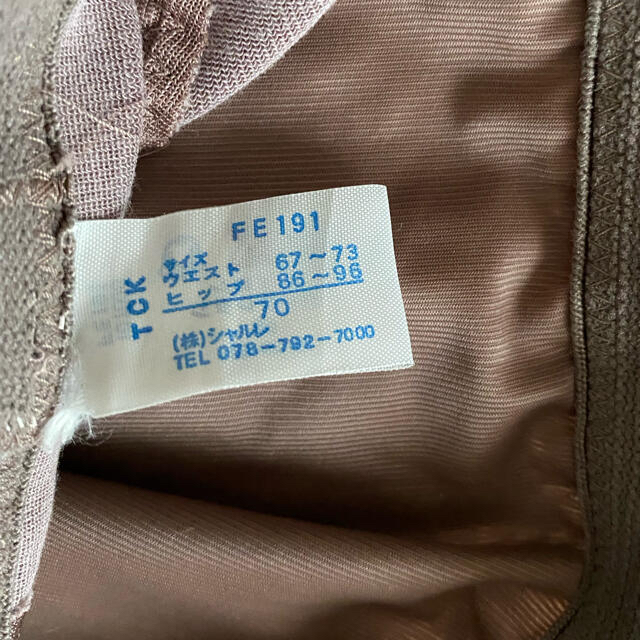 FE191
サイズ
ウエスト 67～73
ヒップ 86～96
70
(株)シャルレ
TEL 078-792-7000
TCK